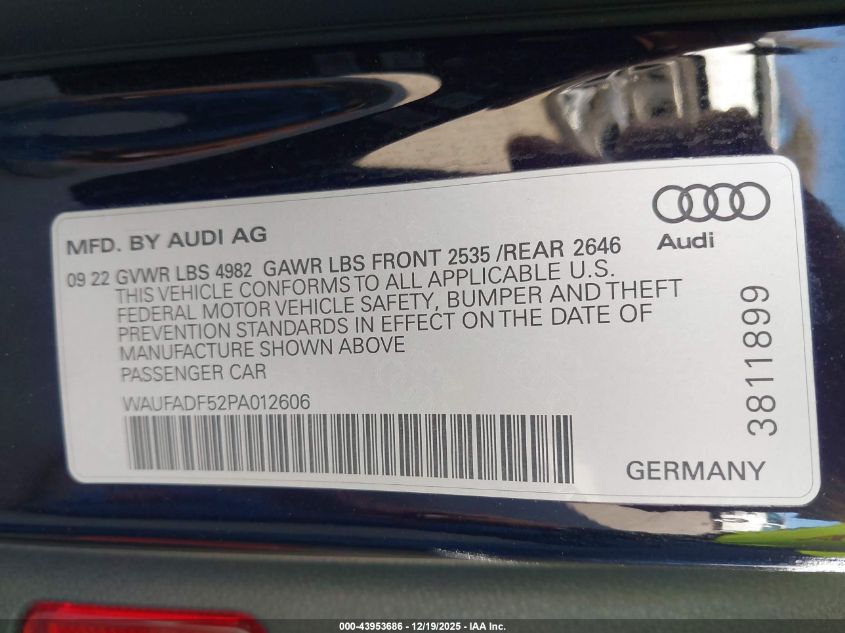 MFD. BY AUDI AG
Audi
09 22 GVWR LBS 4982 GAWR LBS FRONT 2535 /REAR 2646
THIS VEHICLE CONFORMS TO ALL APPLICABLE U.S.
FEDERAL MOTOR VEHICLE SAFETY, BUMPER AND THEFT
PREVENTION STANDARDS IN EFFECT ON THE DATE OF
MANUFACTURE SHOWN ABOVE
PASSENGER CAR
WAUFADF52PA012606
3811899
GERMANY
000-43953686 - 12/19/2025 - IAA Inc.